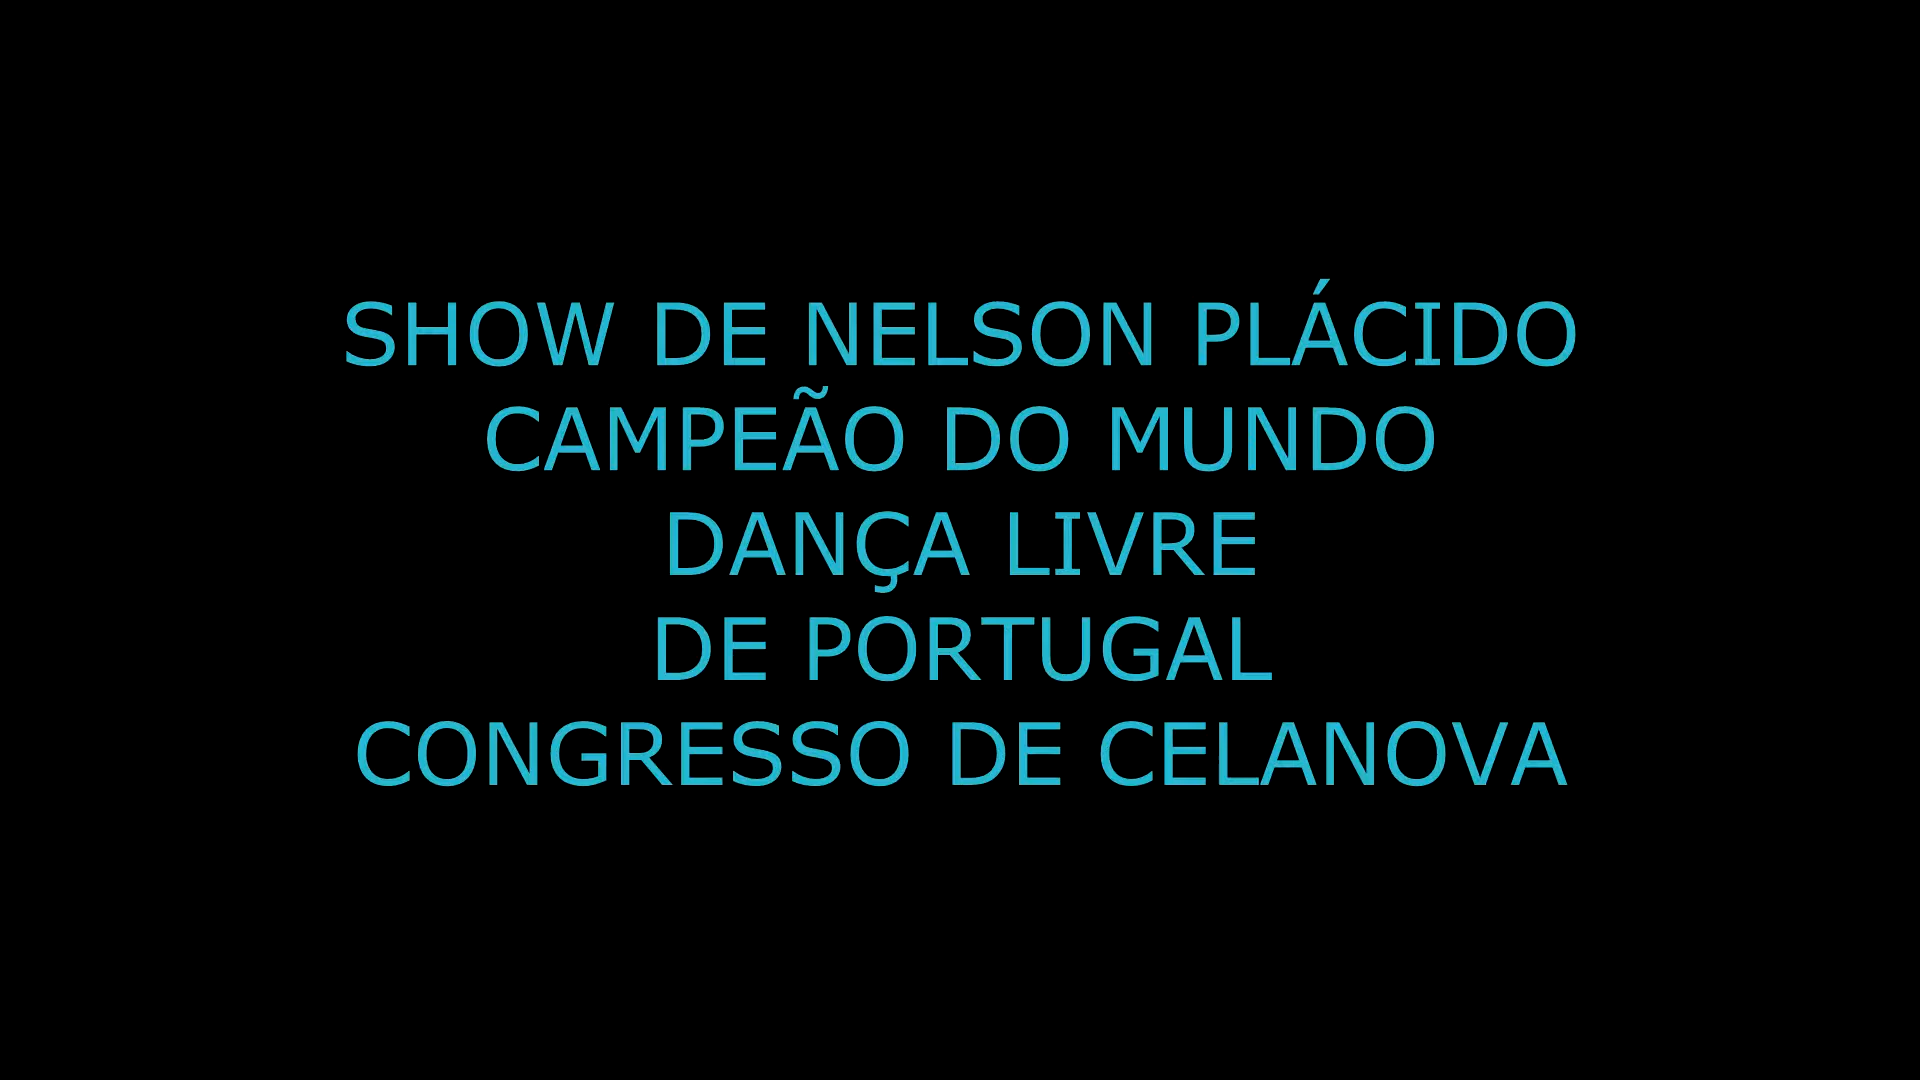 SHOW DE NELSON PLÁCIDO
CAMPEÃO DO MUNDO
DANÇA LIVRE
DE PORTUGAL
CONGRESSO DE CELANOVA